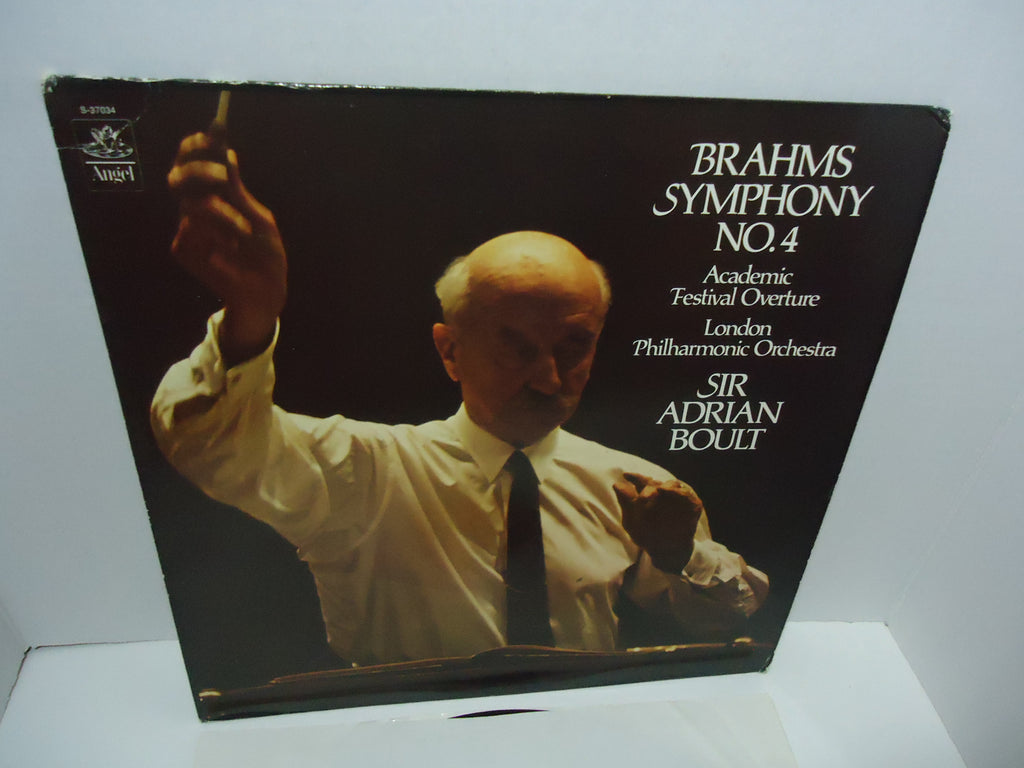 S-37034
Angel
BRAHMS
SYMPHONY
NO. 4
Academic
Festival Overture
London
Philharmonic Orchestra
SIR
ADRIAN
BOULT